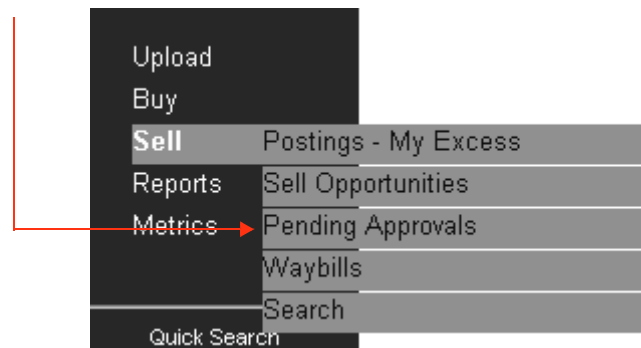 Upload
Buy
Sell
Postings - My Excess
Reports
Sell Opportunities
Metrics
Pending Approvals
Waybills
Search
Quick Search